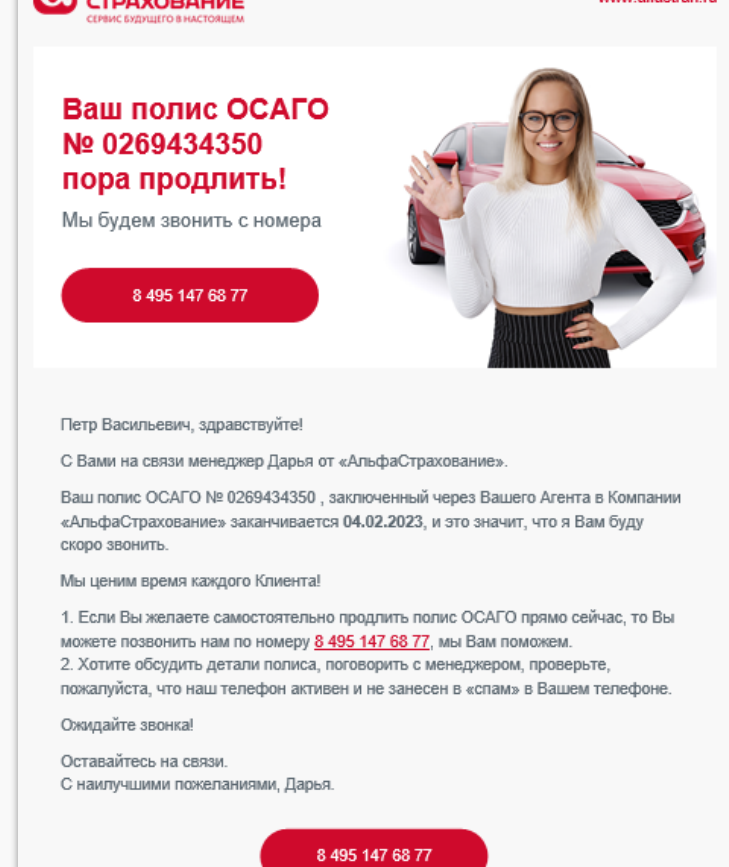 СТРАХОВАНИЕ
СЕРВИС БУДУЩЕГО В НАСТОЯЩЕМ
Ваш полис ОСАГО
№ 0269434350
пора продлить!
Мы будем звонить с номера
8 495 147 68 77
Петр Васильевич, здравствуйте!
С Вами на связи менеджер Дарья от «АльфаСтрахование».
Ваш полис ОСАГО № 0269434350 , заключенный через Вашего Агента в Компании
«АльфаСтрахование» заканчивается 04.02.2023, и это значит, что я Вам буду
скоро звонить.
Мы ценим время каждого Клиента!
1. Если Вы желаете самостоятельно продлить полис ОСАГО прямо сейчас, то Вы
можете позвонить нам по номеру 8 495 147 68 77, мы Вам поможем.
2. Хотите обсудить детали полиса, поговорить с менеджером, проверьте,
пожалуйста, что наш телефон активен и не занесен в «спам» в Вашем телефоне.
Ожидайте звонка!
Оставайтесь на связи.
С наилучшими пожеланиями, Дарья.
8 495 147 68 77